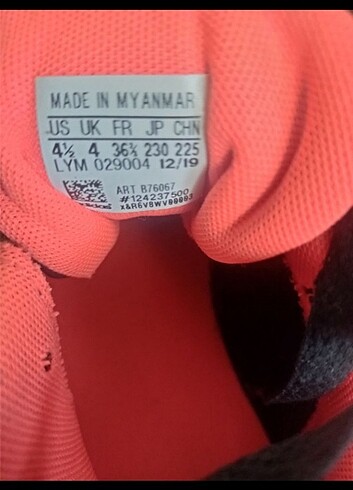 MADE IN MYANMAR
US UK FR JP CHN
4½ 4 36⅔ 230 225
LYM 029004 12/19
ART B76067
#124237500
adidas